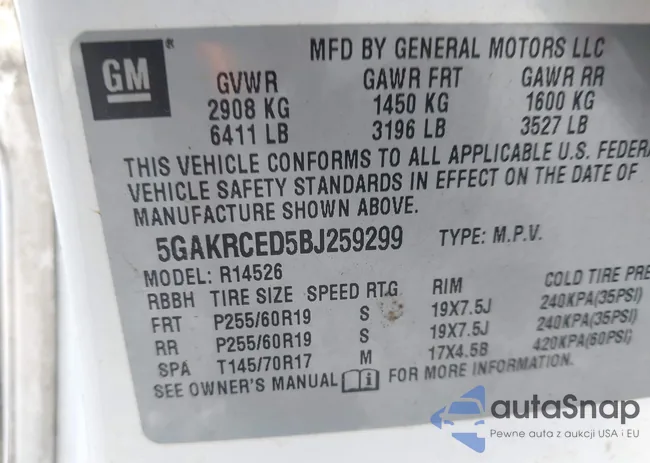 GM®
MFD BY GENERAL MOTORS LLC
GVWR GAWR FRT GAWR RR
2908 KG 1450 KG 1600 KG
6411 LB 3196 LB 3527 LB
THIS VEHICLE CONFORMS TO ALL APPLICABLE U.S. FEDERA
VEHICLE SAFETY STANDARDS IN EFFECT ON THE DATE OF
MANUFACTURE SHOWN ABOVE.
5GAKRCED5BJ259299 TYPE: M.P.V.
MODEL: R14526
RBBH TIRE SIZE SPEED RTG RIM COLD TIRE PRE
FRT P255/60R19 S 19X7.5J 240KPA(35PSI)
RR P255/60R19 S 19X7.5J 240KPA(35PSI)
SPA T145/70R17 M 17X4.5B 420KPA(60PSI)
SEE OWNER'S MANUAL i FOR MORE INFORMATION.
autaSnap
Pewne auta z aukcji USA i EU